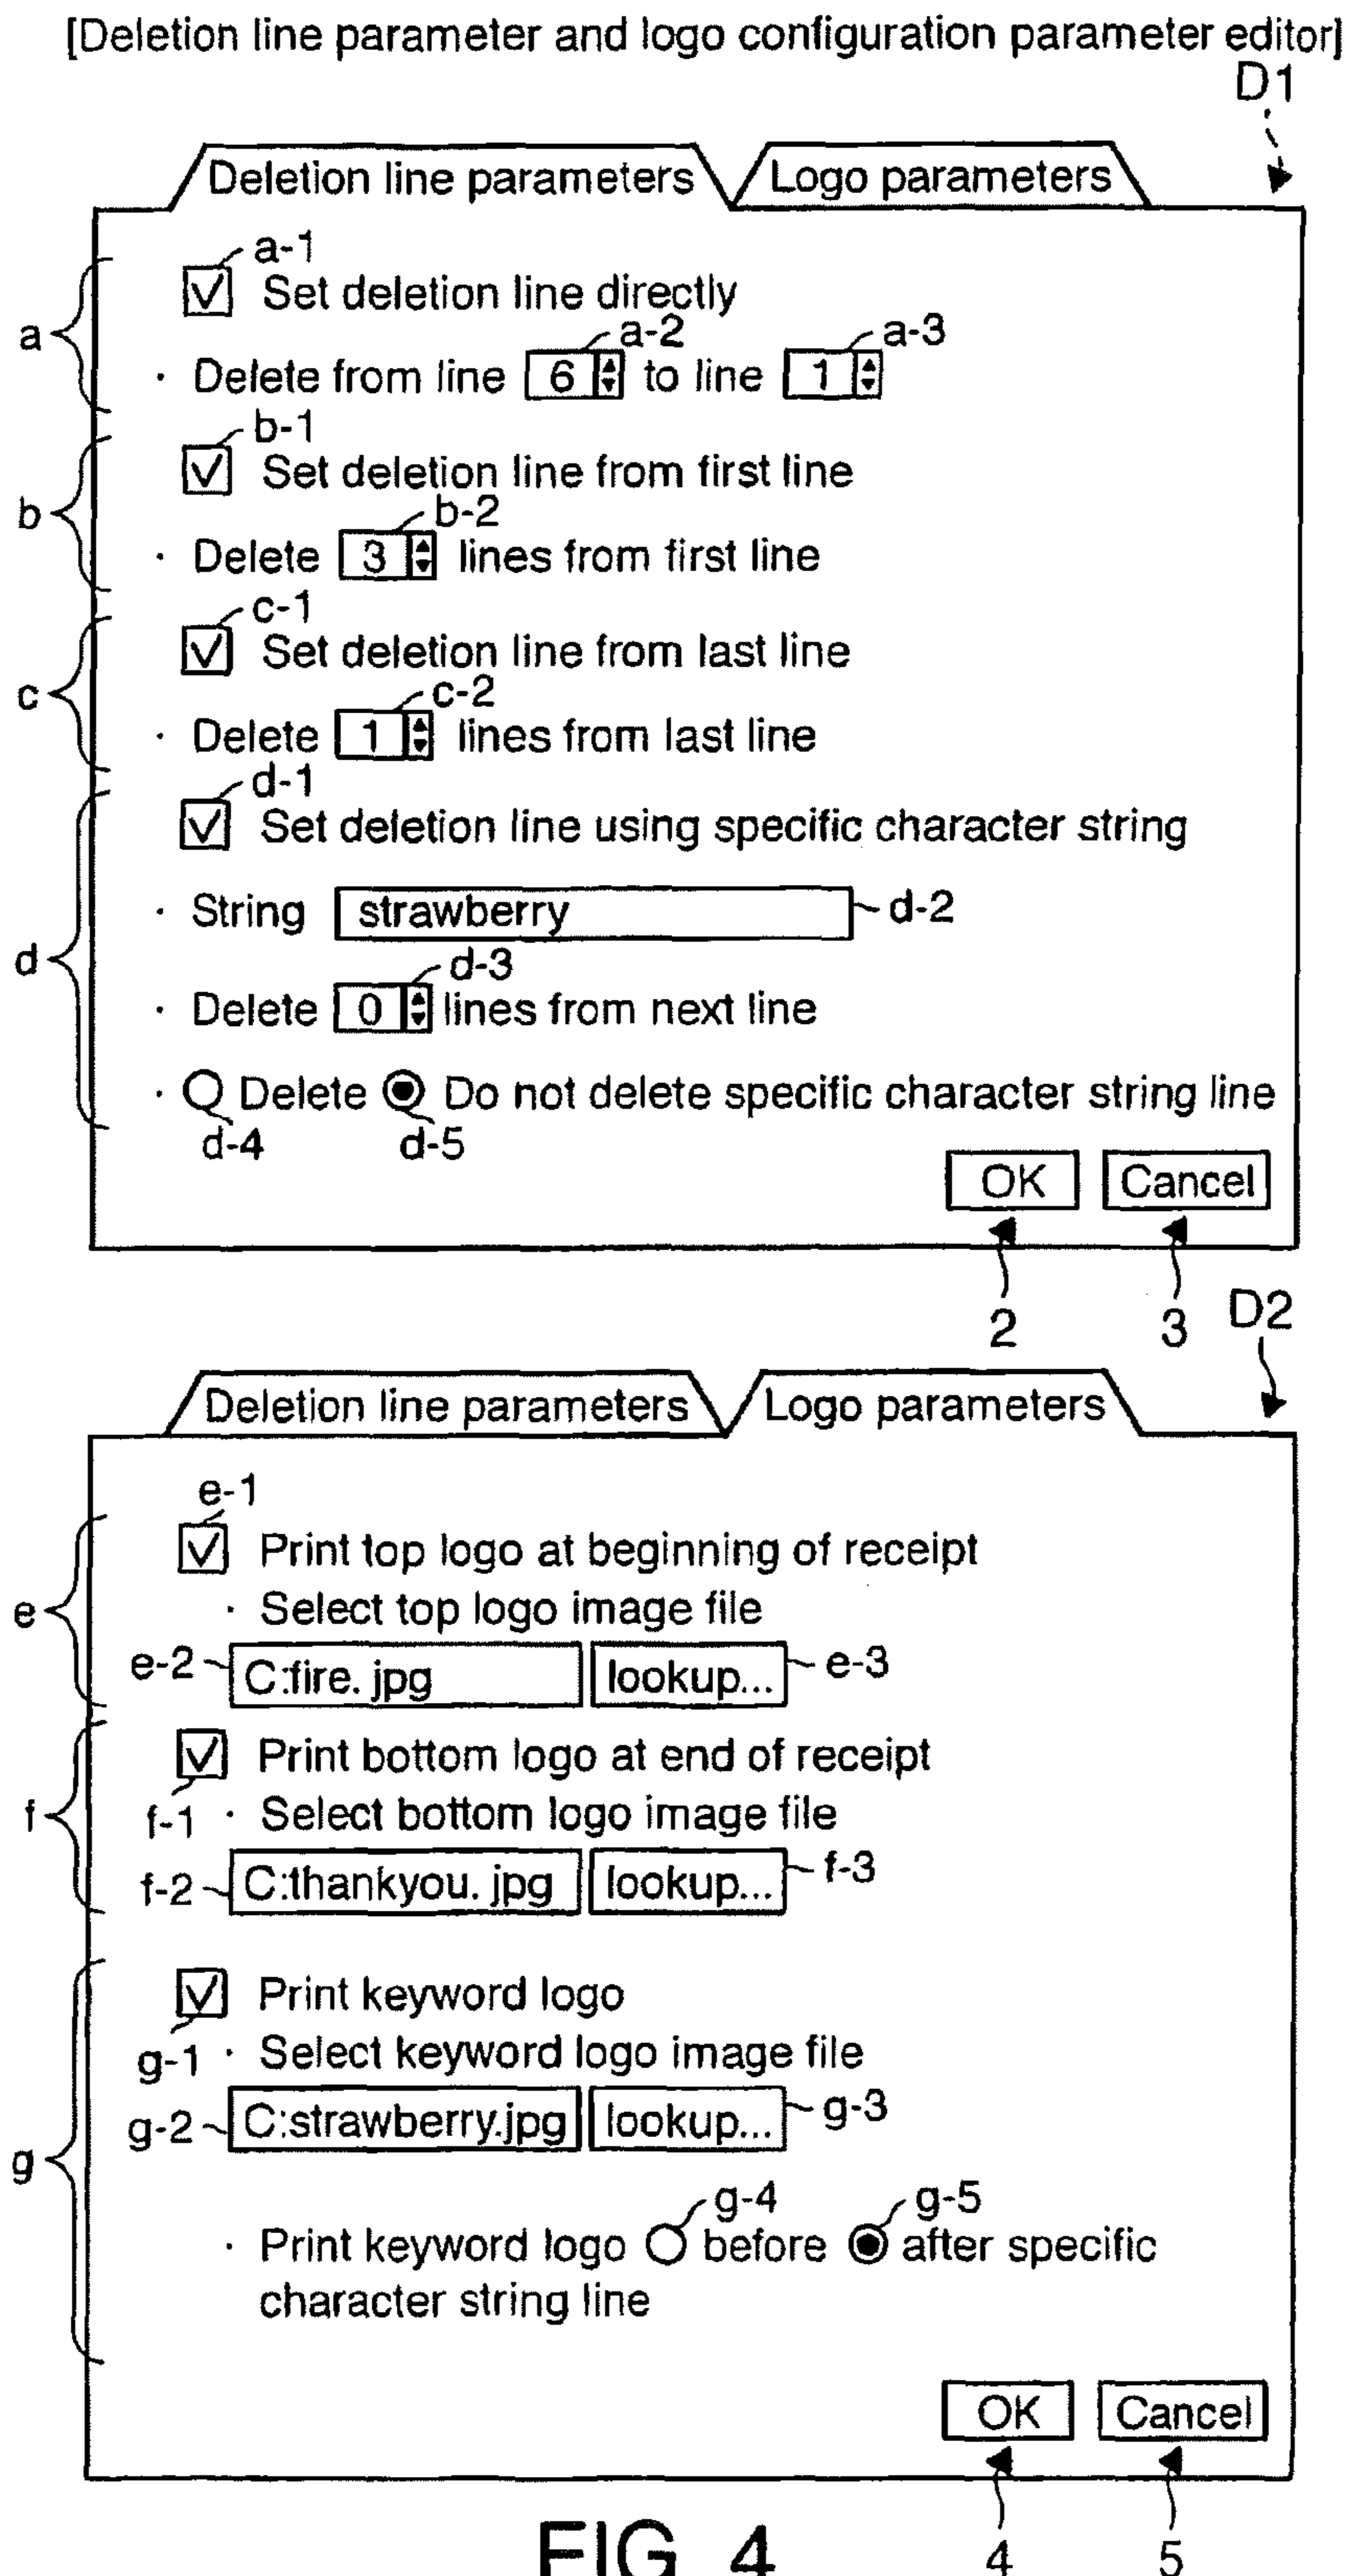 [Deletion line parameter and logo configuration parameter editor]
D1
Deletion line parameters Logo parameters
a-1
Set deletion line directly
a
a-2 a-3
· Delete from line 6 to line 1
b-1
Set deletion line from first line
b
b-2
· Delete 3 lines from first line
c-1
Set deletion line from last line
c
c-2
· Delete 1 lines from last line
d-1
Set deletion line using specific character string
· String strawberry d-2
d
d-3
· Delete 0 lines from next line
· Delete Do not delete specific character string line
d-4 d-5
OK Cancel
2 3
D2
Deletion line parameters Logo parameters
e-1
Print top logo at beginning of receipt
e
· Select top logo image file
e-2 C:fire. jpg lookup... e-3
Print bottom logo at end of receipt
f
f-1 · Select bottom logo image file
f-2 C:thankyou. jpg lookup... f-3
Print keyword logo
g-1 · Select keyword logo image file
g-2 C:strawberry.jpg lookup... g-3
g
g-4 g-5
· Print keyword logo before after specific
character string line
OK Cancel
4 5
FIG. 4